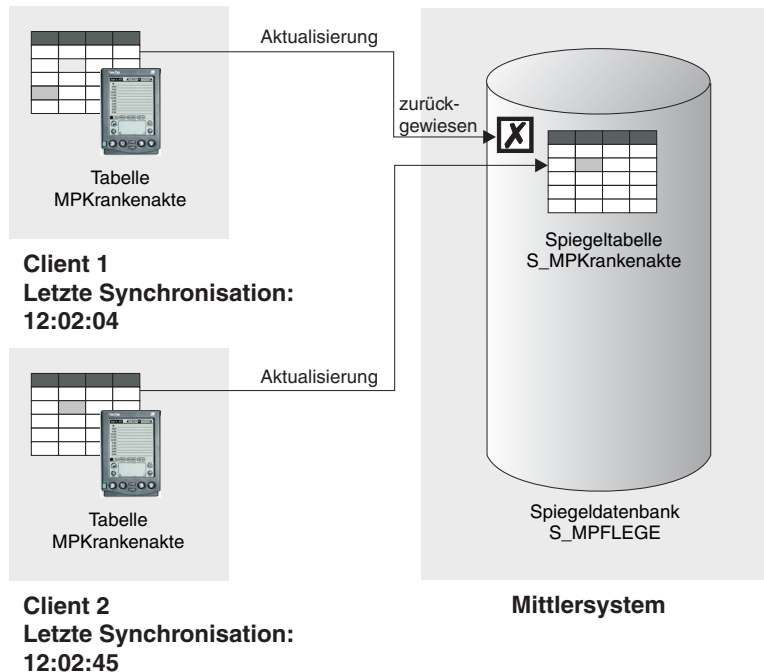 Aktualisierung
zurück-
gewiesen
Tabelle
MPKrankenakte
Spiegeltabelle
S_MPKrankenakte
Client 1
Letzte Synchronisation:
12:02:04
Aktualisierung
Tabelle
MPKrankenakte
Spiegeldatenbank
S_MPFLEGE
Client 2
Letzte Synchronisation:
12:02:45
Mittlersystem